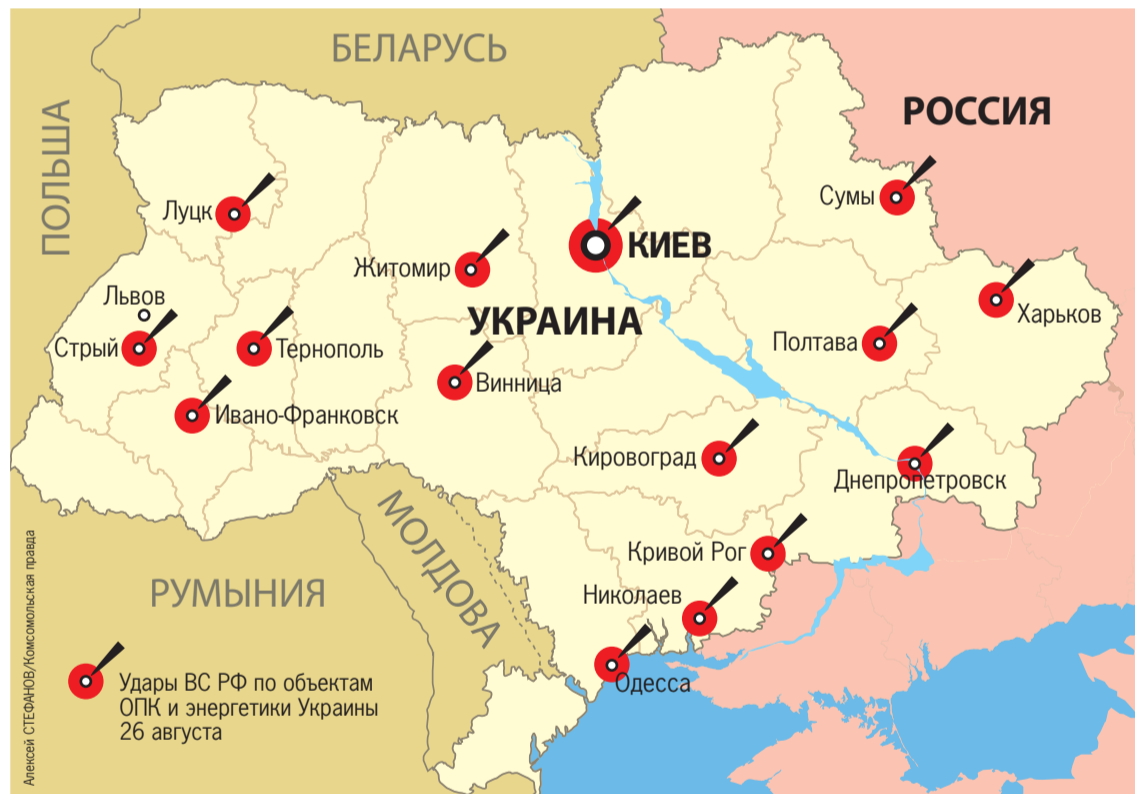 БЕЛАРУСЬ
РОССИЯ
ПОЛЬША
Луцк
Сумы
КИЕВ
Житомир
Львов
УКРАИНА
Харьков
Стрый
Тернополь
Полтава
Винница
Ивано-Франковск
Кировоград
Днепропетровск
МОЛДОВА
Кривой Рог
РУМЫНИЯ
Николаев
Одесса
Удары ВС РФ по объектам
ОПК и энергетики Украины
26 августа
Алексей СТЕФАНОВ/Комсомольская правда